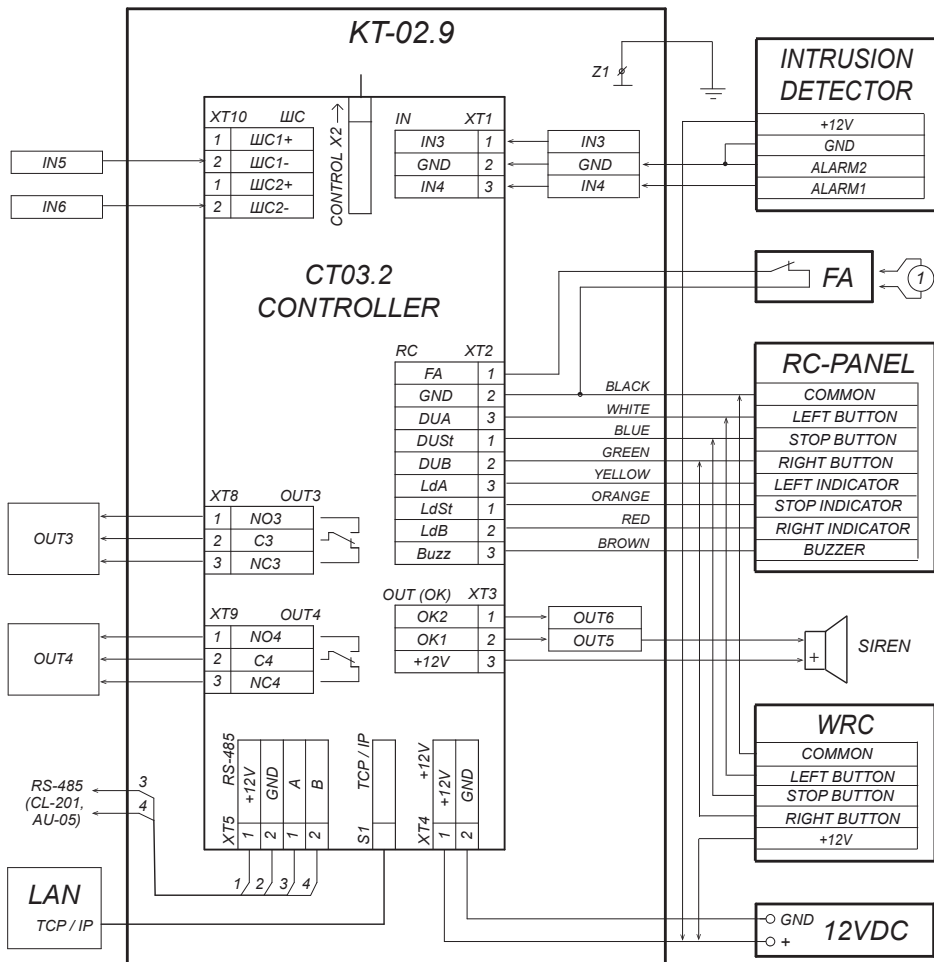 KT-02.9
Z1
INTRUSION
DETECTOR
+12V
GND
ALARM2
ALARM1
XT10 ШС
1 ШС1+
2 ШС1-
1 ШС2+
2 ШС2-
CONTROL X2 →
IN XT1
IN3 1
GND 2
IN4 3
IN3
GND
IN4
IN5
IN6
CT03.2
CONTROLLER
FA
1
RC XT2
FA 1
GND 2
DUA 3
DUSt 1
DUB 2
LdA 3
LdSt 1
LdB 2
Buzz 3
BLACK
WHITE
BLUE
GREEN
YELLOW
ORANGE
RED
BROWN
RC-PANEL
COMMON
LEFT BUTTON
STOP BUTTON
RIGHT BUTTON
LEFT INDICATOR
STOP INDICATOR
RIGHT INDICATOR
BUZZER
OUT3
XT8 OUT3
1 NO3
2 C3
3 NC3
OUT4
XT9 OUT4
1 NO4
2 C4
3 NC4
OUT (OK) XT3
OK2 1
OK1 2
+12V 3
OUT6
OUT5
+
SIREN
WRC
COMMON
LEFT BUTTON
STOP BUTTON
RIGHT BUTTON
+12V
RS-485
(CL-201,
AU-05)
3
4
XT5 RS-485
1 +12V
2 GND
1 A
2 B
S1 TCP / IP
XT4 +12V
1 +12V
2 GND
1 2 3 4
LAN
TCP / IP
GND
+
12VDC